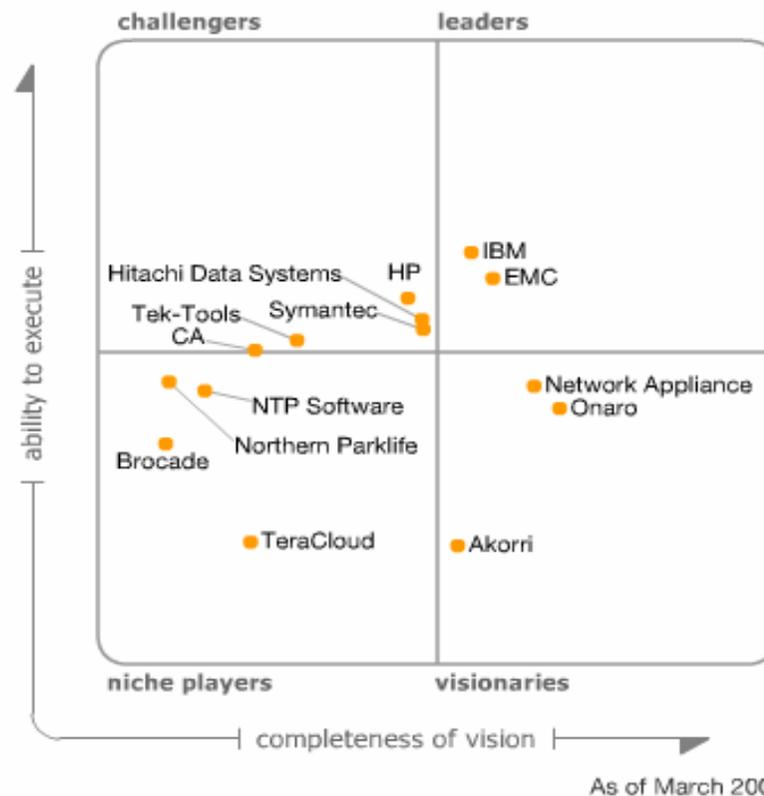 challengers
leaders
IBM
Hitachi Data Systems
HP
EMC
Tek-Tools
Symantec
CA
ability to execute
Network Appliance
NTP Software
Onaro
Northern Parklife
Brocade
TeraCloud
Akorri
niche players
visionaries
completeness of vision
As of March 200